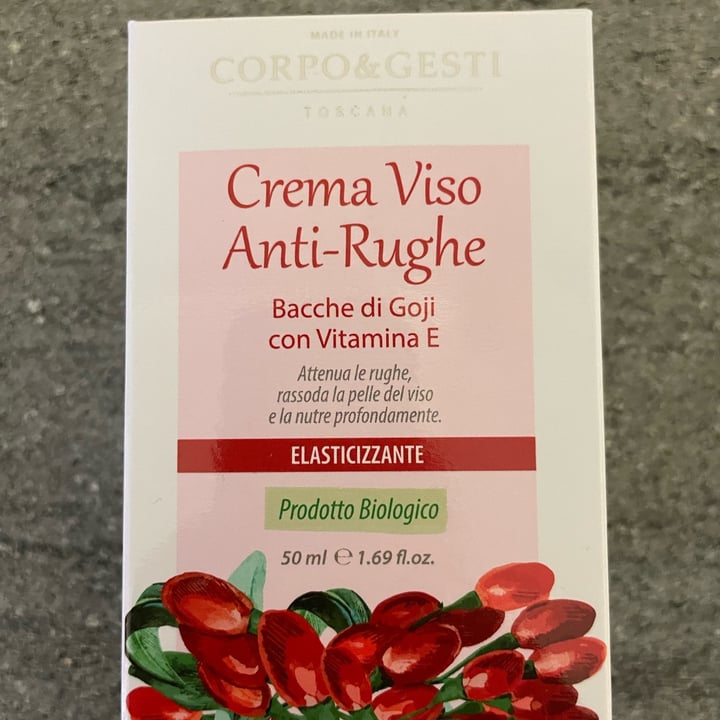 MADE IN ITALY
CORPO&GESTI
TOSCANA
Crema Viso
Anti-Rughe
Bacche di Goji
con Vitamina E
Attenua le rughe,
rassoda la pelle del viso
e la nutre profondamente.
ELASTICIZZANTE
Prodotto Biologico
50 ml ℮ 1.69 fl.oz.